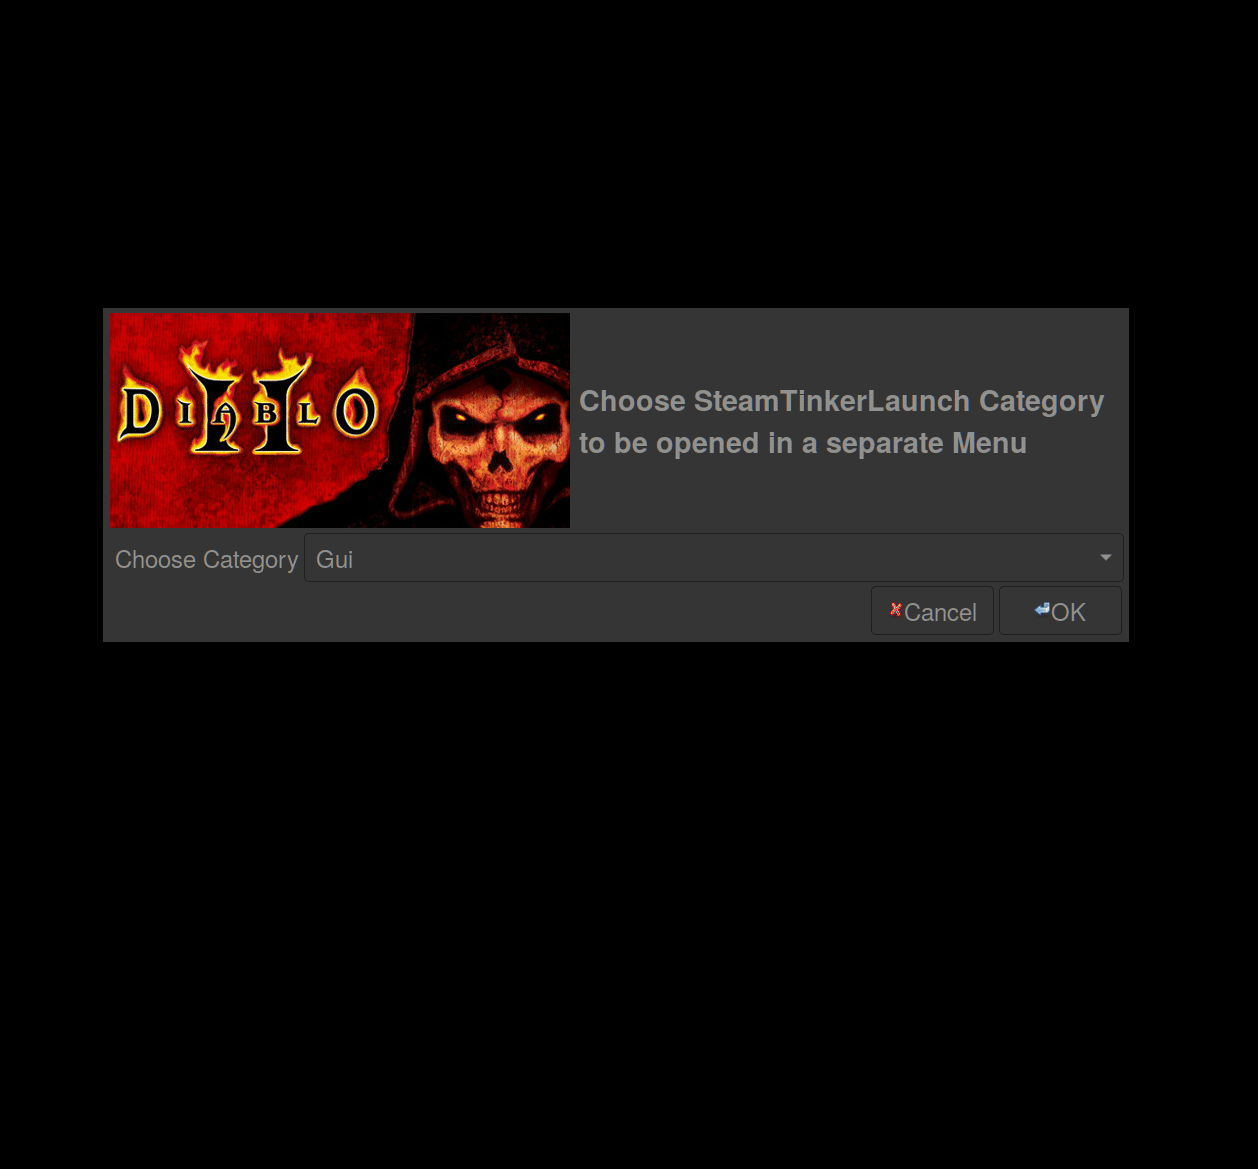 DIABLO
II
Choose SteamTinkerLaunch Category
to be opened in a separate Menu
Choose Category
Gui
Cancel
OK